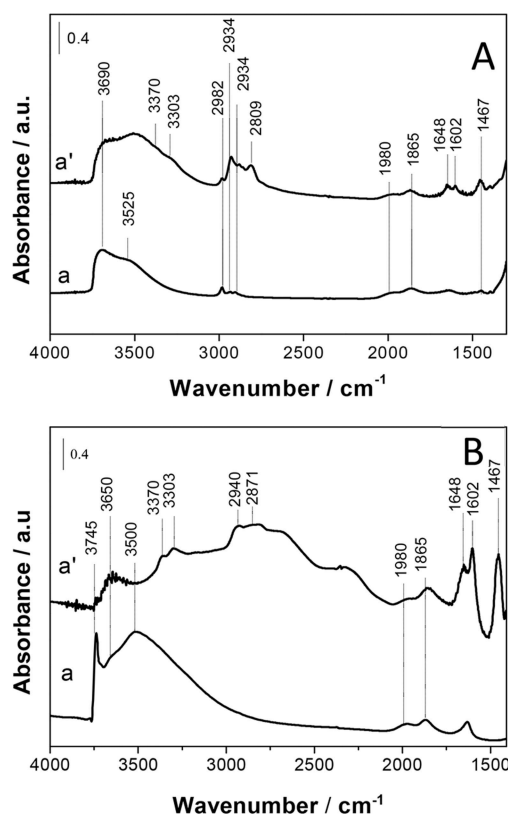 0.4
A
3690
3525
3370
3303
2982
2934
2934
2809
1980
1865
1648
1602
1467
a'
a
Absorbance / a.u.
4000 3500 3000 2500 2000 1500
Wavenumber / cm-1
0.4
B
3745
3650
3500
3370
3303
2940
2871
1980
1865
1648
1602
1467
a'
a
Absorbance / a.u
4000 3500 3000 2500 2000 1500
Wavenumber / cm-1